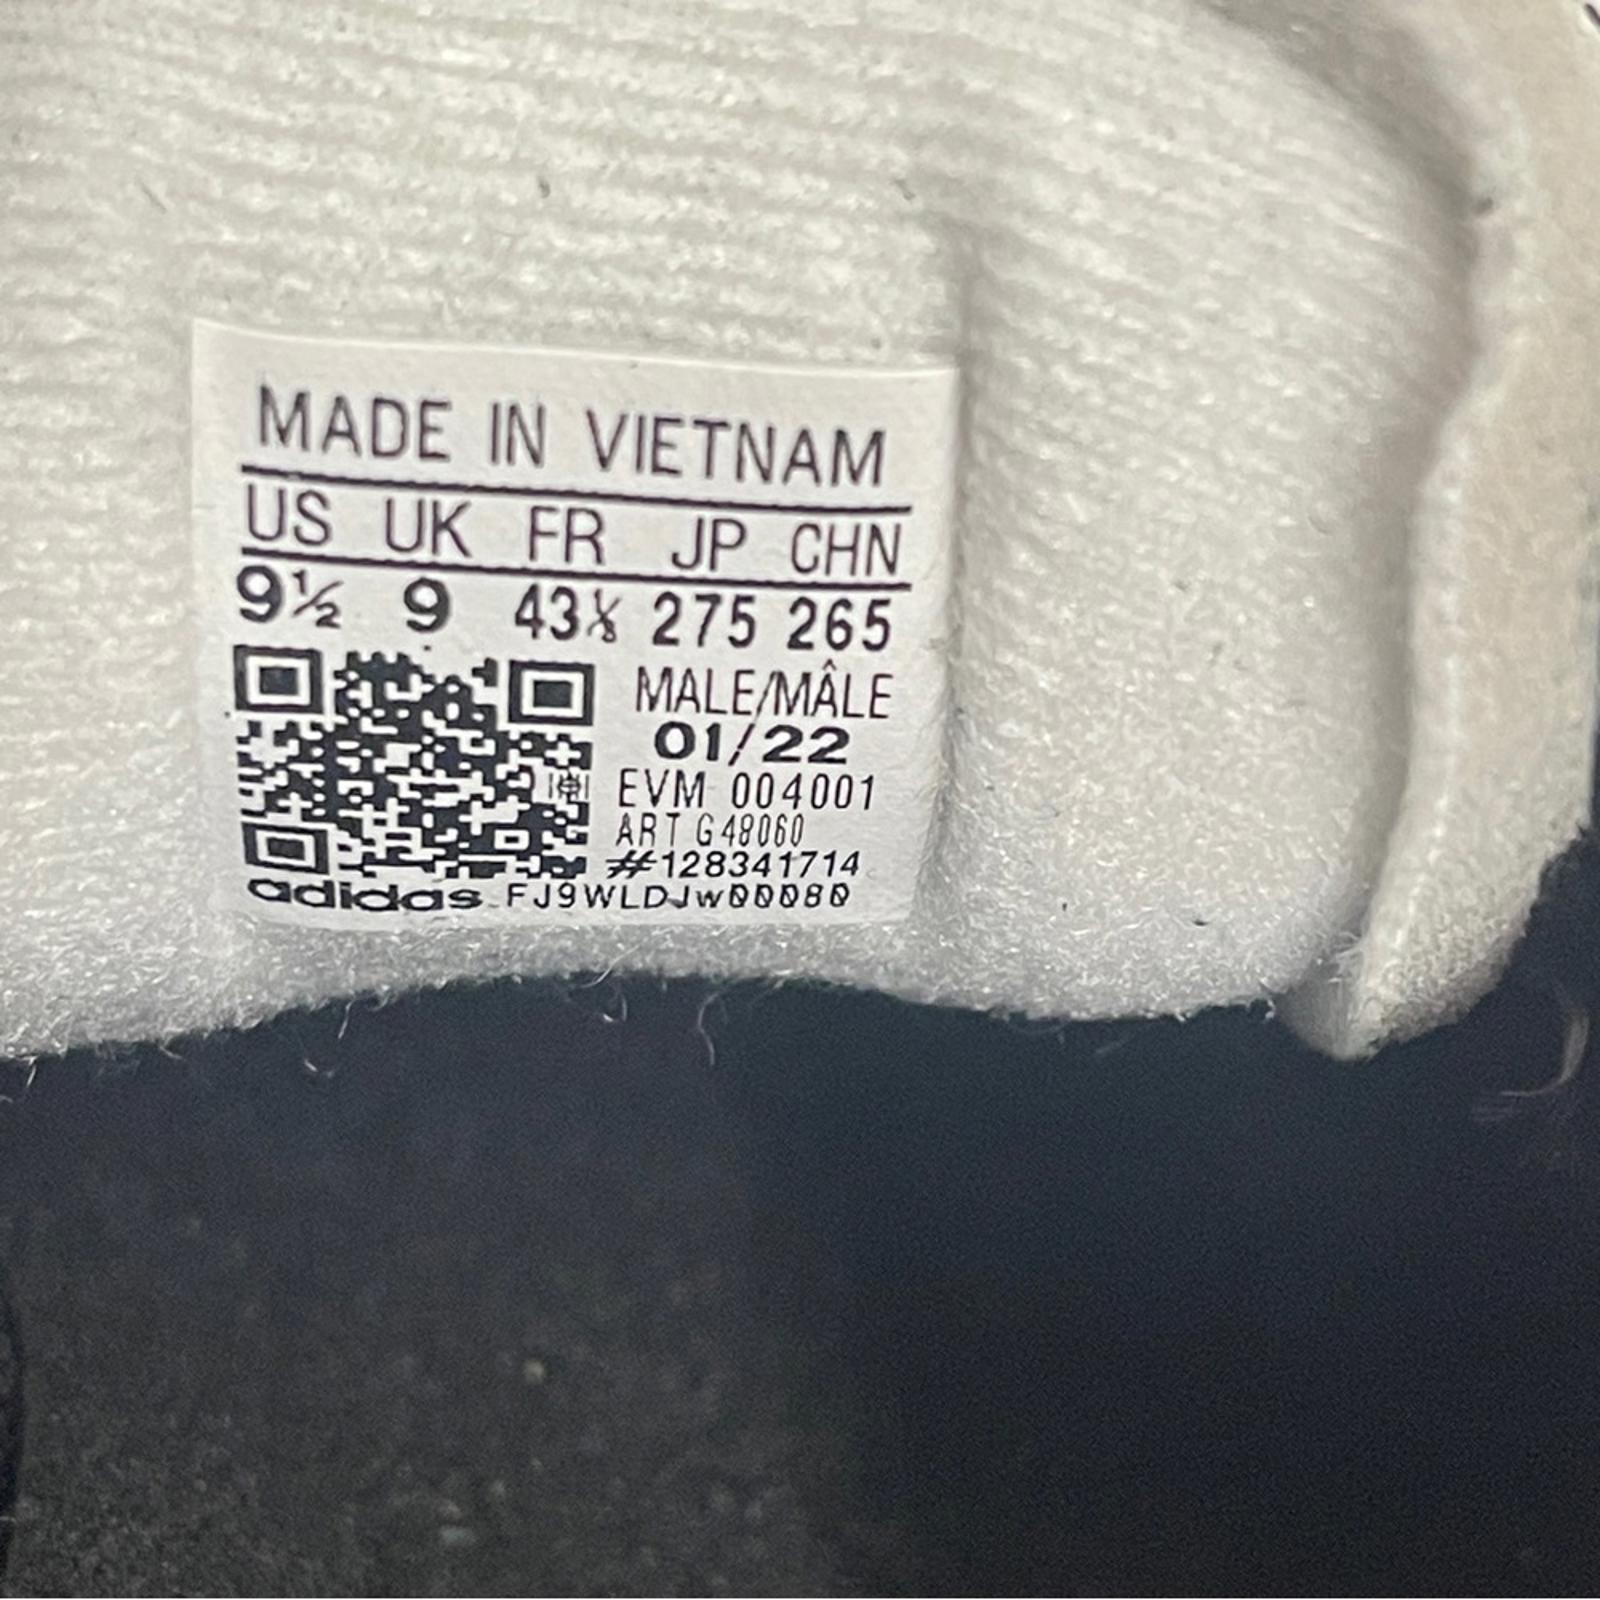 MADE IN VIETNAM
US UK FR JP CHN
9½ 9 43⅓ 275 265
MALE/MÂLE
01/22
EVM 004001
ART G48060
#128341714
adidas FJ9WLDJW00080